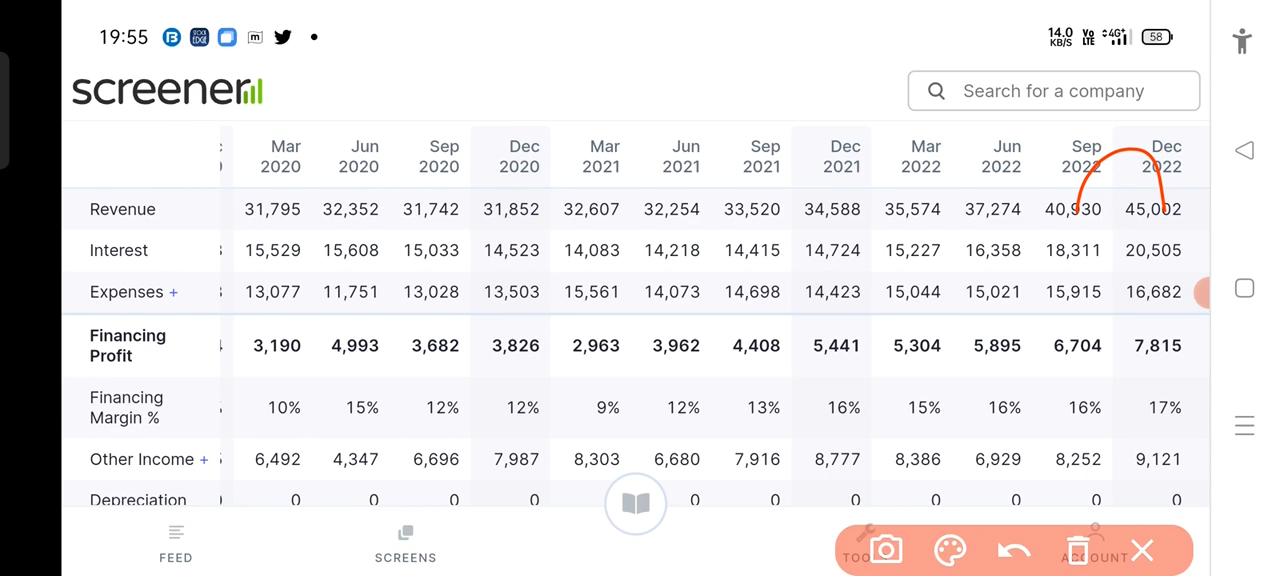 19:55 14.0 KB/S Vo LTE 4G+ 58
screener Search for a company
Mar 2020 Jun 2020 Sep 2020 Dec 2020 Mar 2021 Jun 2021 Sep 2021 Dec 2021 Mar 2022 Jun 2022 Sep 2022 Dec 2022
Revenue 31,795 32,352 31,742 31,852 32,607 32,254 33,520 34,588 35,574 37,274 40,930 45,002
Interest 15,529 15,608 15,033 14,523 14,083 14,218 14,415 14,724 15,227 16,358 18,311 20,505
Expenses + 13,077 11,751 13,028 13,503 15,561 14,073 14,698 14,423 15,044 15,021 15,915 16,682
Financing Profit 3,190 4,993 3,682 3,826 2,963 3,962 4,408 5,441 5,304 5,895 6,704 7,815
Financing Margin % 10% 15% 12% 12% 9% 12% 13% 16% 15% 16% 16% 17%
Other Income + 6,492 4,347 6,696 7,987 8,303 6,680 7,916 8,777 8,386 6,929 8,252 9,121
Depreciation 0 0 0 0 0 0 0 0 0 0 0
FEED SCREENS ACCOUNT